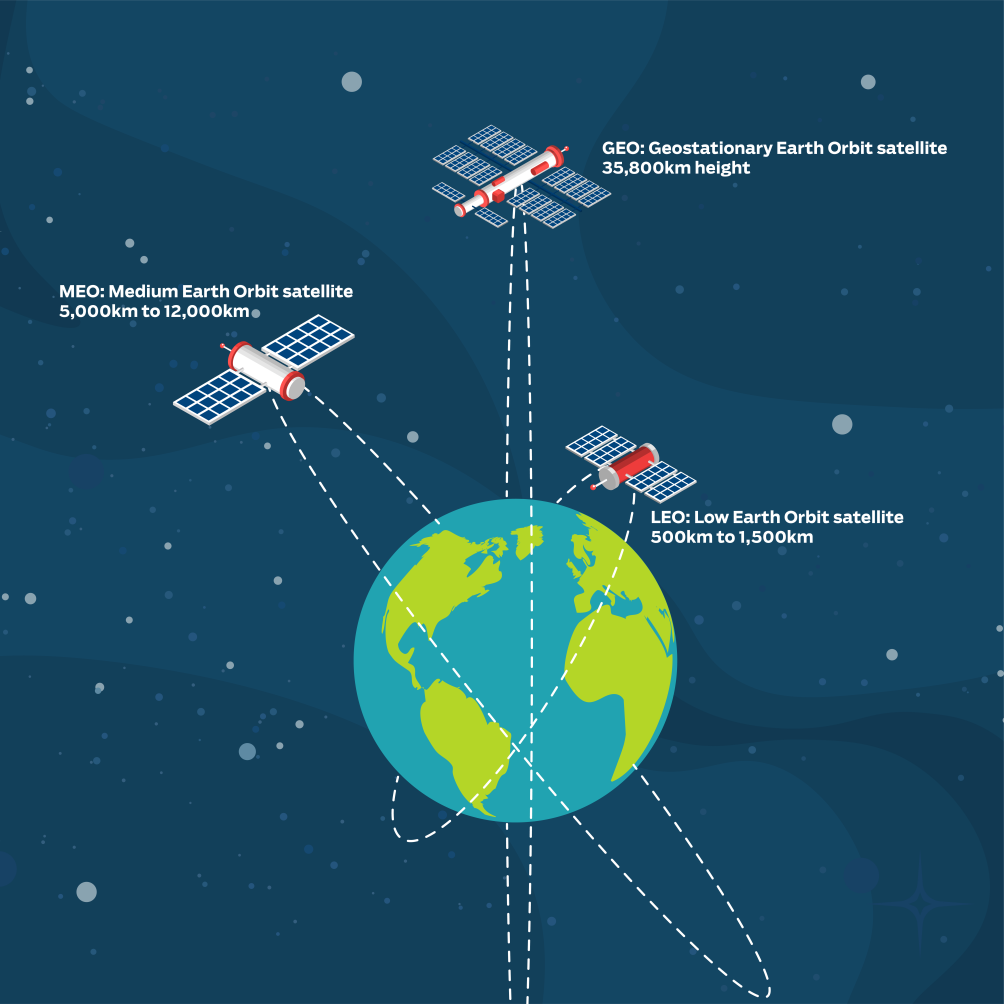 GEO: Geostationary Earth Orbit satellite
35,800km height
MEO: Medium Earth Orbit satellite
5,000km to 12,000km
LEO: Low Earth Orbit satellite
500km to 1,500km